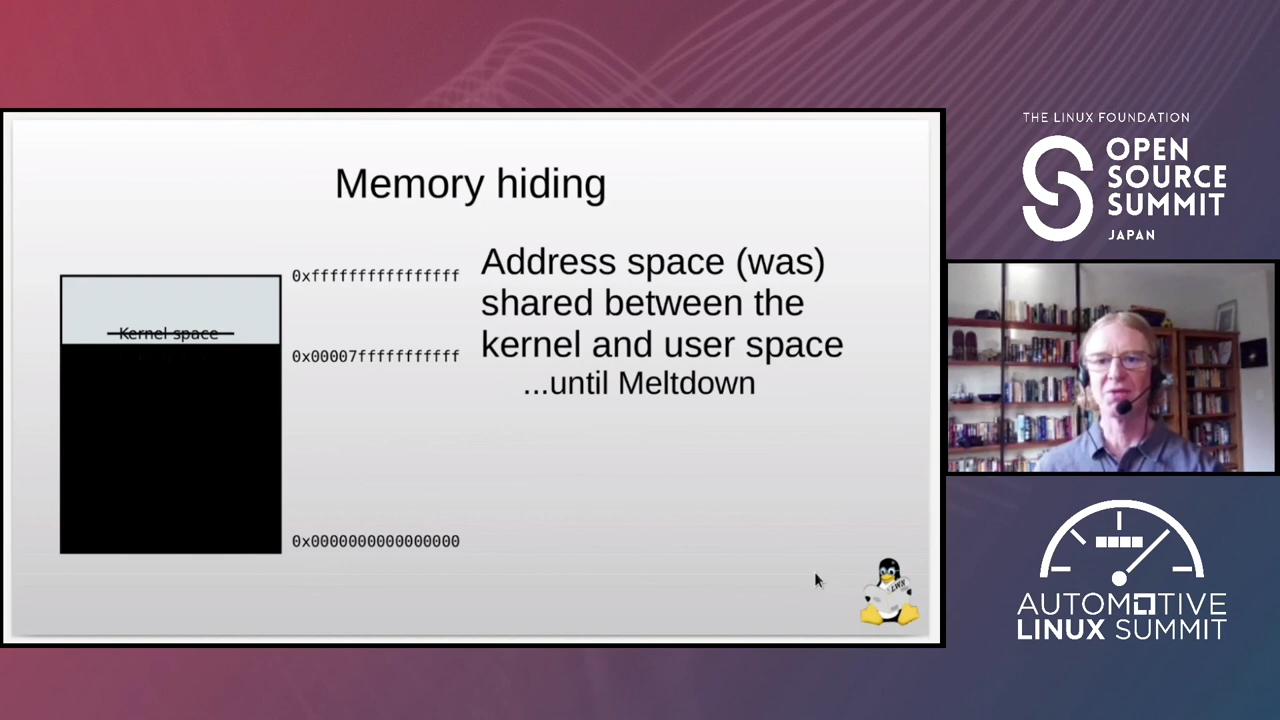 Memory hiding
0xffffffffffffffff
Kernel space
0x00007fffffffffff
0x0000000000000000
Address space (was)
shared between the
kernel and user space
...until Meltdown
LWN
THE LINUX FOUNDATION
OPEN
SOURCE
SUMMIT
JAPAN
AUTOMOTIVE
LINUX SUMMIT